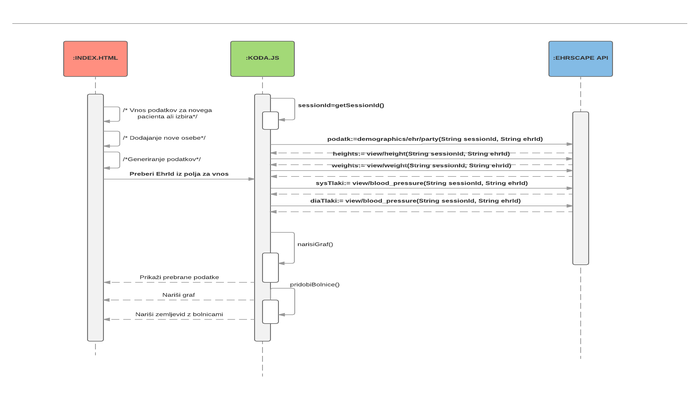 :INDEX.HTML
:KODA.JS
:EHRSCAPE API
sessionId=getSessionId()
/* Vnos podatkov za novega
pacienta ali izbira*/
/* Dodajanje nove osebe*/
/*Generiranje podatkov*/
Preberi EhrId iz polja za vnos
podatk:=demographics/ehr/party(String sessionId, String ehrId)
heights:= view/height(String sessionId, String ehrId)
weights:= view/weight(String sessionId, String ehrId)
sysTlaki:= view/blood_pressure(String sessionId, String ehrId)
diaTlaki:= view/blood_pressure(String sessionId, String ehrId)
narisiGraf()
Prikaži prebrane podatke
pridobiBolnice()
Nariši graf
Nariši zemljevid z bolnicami